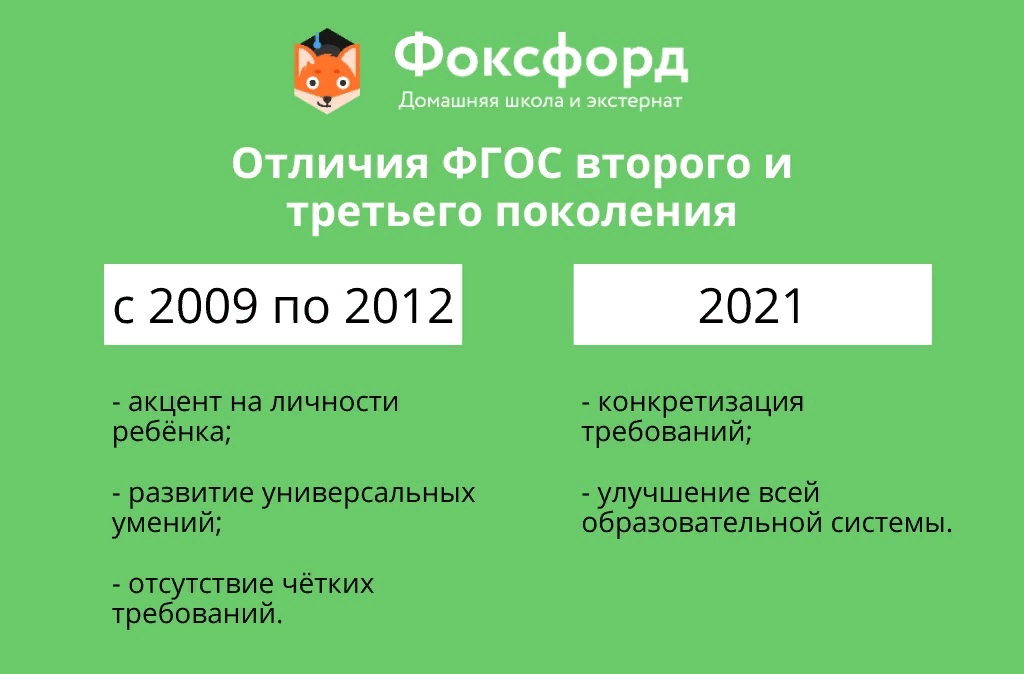 Фоксфорд
Домашняя школа и экстернат
Отличия ФГОС второго и
третьего поколения
с 2009 по 2012
- акцент на личности
ребёнка;
- развитие универсальных
умений;
- отсутствие чётких
требований.
2021
- конкретизация
требований;
- улучшение всей
образовательной системы.